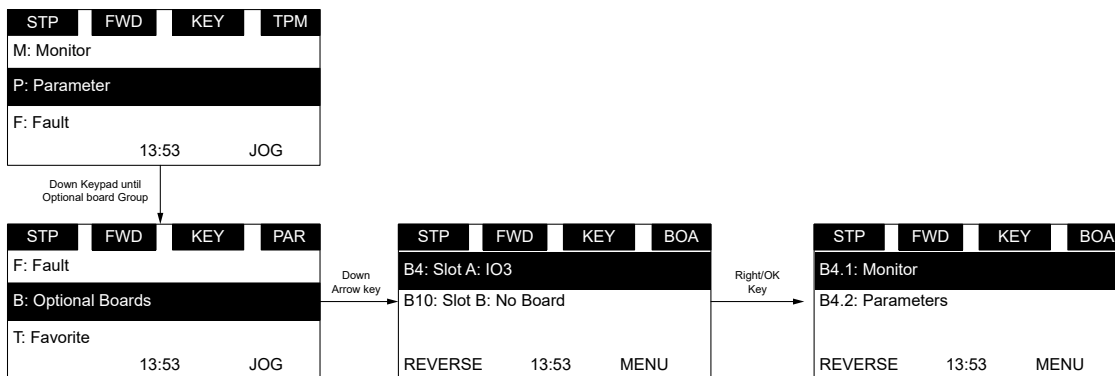 STP FWD KEY TPM
M: Monitor
P: Parameter
F: Fault
13:53 JOG
Down Keypad until
Optional board Group
STP FWD KEY PAR
F: Fault
B: Optional Boards
T: Favorite
13:53 JOG
Down
Arrow key
STP FWD KEY BOA
B4: Slot A: IO3
B10: Slot B: No Board
REVERSE 13:53 MENU
Right/OK
Key
STP FWD KEY BOA
B4.1: Monitor
B4.2: Parameters
REVERSE 13:53 MENU